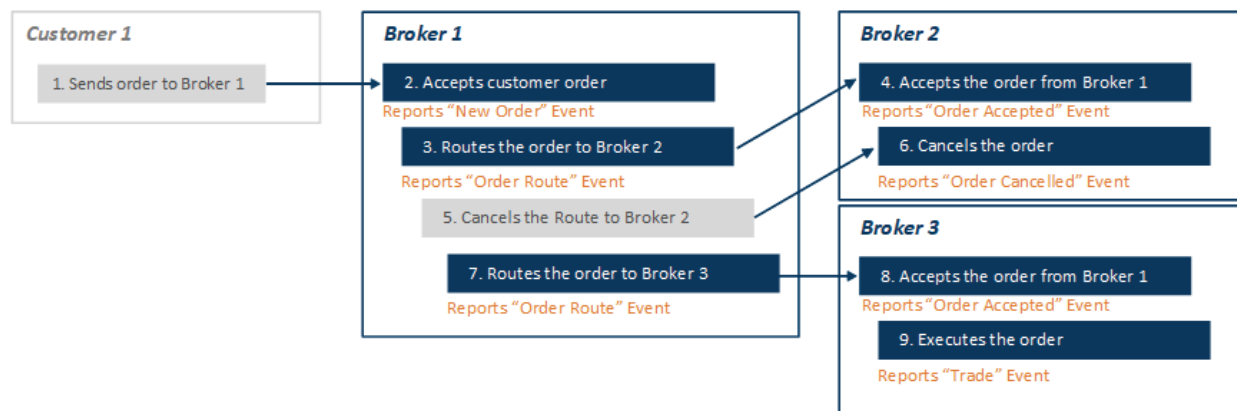 Customer 1
1. Sends order to Broker 1
Broker 1
2. Accepts customer order
Reports “New Order” Event
3. Routes the order to Broker 2
Reports “Order Route” Event
5. Cancels the Route to Broker 2
7. Routes the order to Broker 3
Reports “Order Route” Event
Broker 2
4. Accepts the order from Broker 1
Reports “Order Accepted” Event
6. Cancels the order
Reports “Order Cancelled” Event
Broker 3
8. Accepts the order from Broker 1
Reports “Order Accepted” Event
9. Executes the order
Reports “Trade” Event